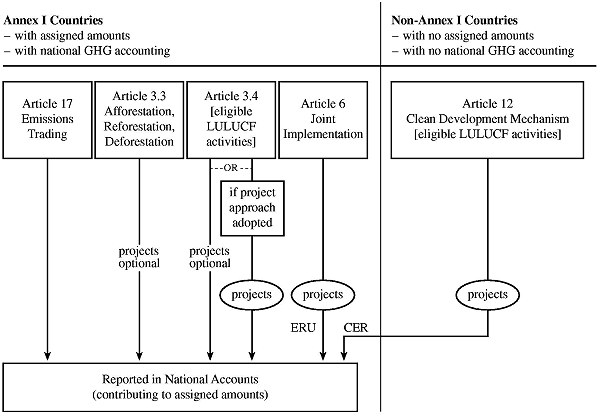 Annex I Countries
– with assigned amounts
– with national GHG accounting
Non-Annex I Countries
– with no assigned amounts
– with no national GHG accounting
Article 17
Emissions
Trading
Article 3.3
Afforestation,
Reforestation,
Deforestation
Article 3.4
[eligible
LULUCF
activities]
Article 6
Joint
Implementation
Article 12
Clean Development Mechanism
[eligible LULUCF activities]
OR
if project
approach
adopted
projects
optional
projects
optional
projects
projects
projects
ERU
CER
Reported in National Accounts
(contributing to assigned amounts)